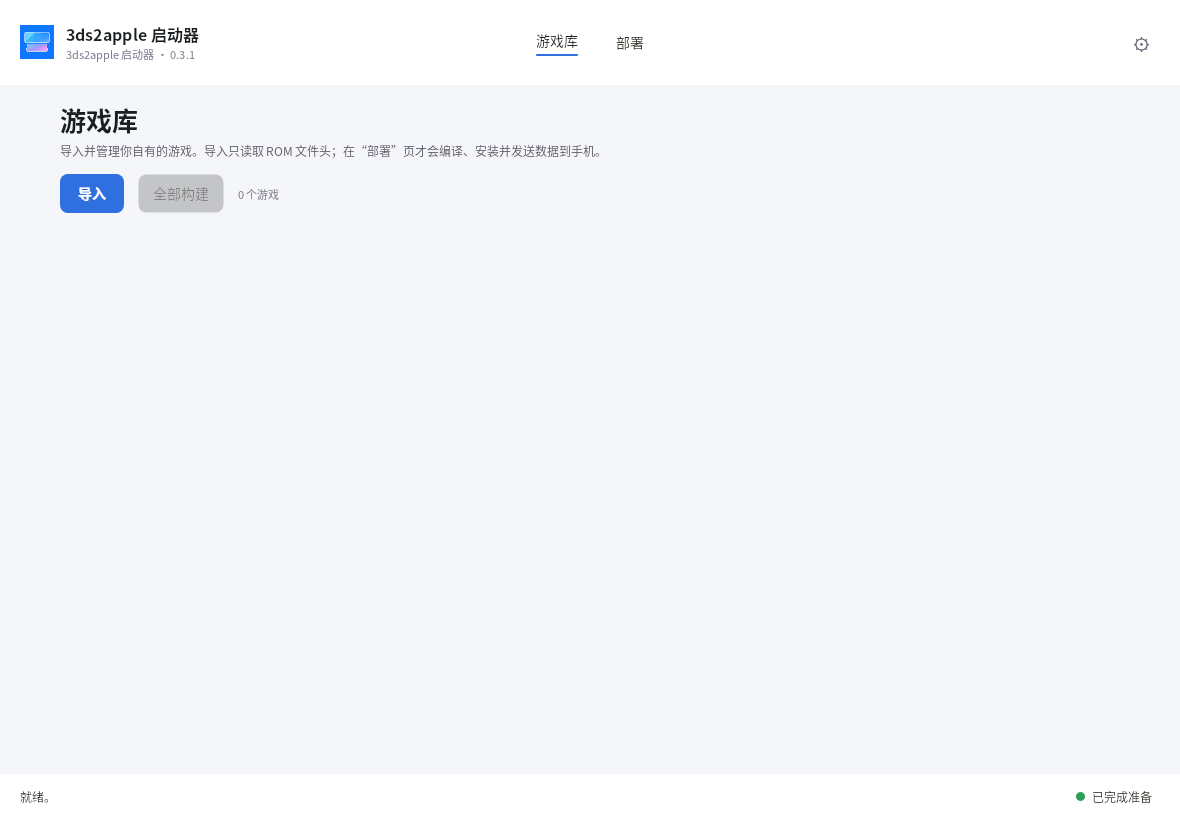 3ds2apple 启动器
3ds2apple 启动器 · 0.3.1
游戏库
部署
游戏库
导入并管理你自有的游戏。导入只读取 ROM 文件头；在“部署”页才会编译、安装并发送数据到手机。
导入
全部构建
0 个游戏
就绪。
已完成准备